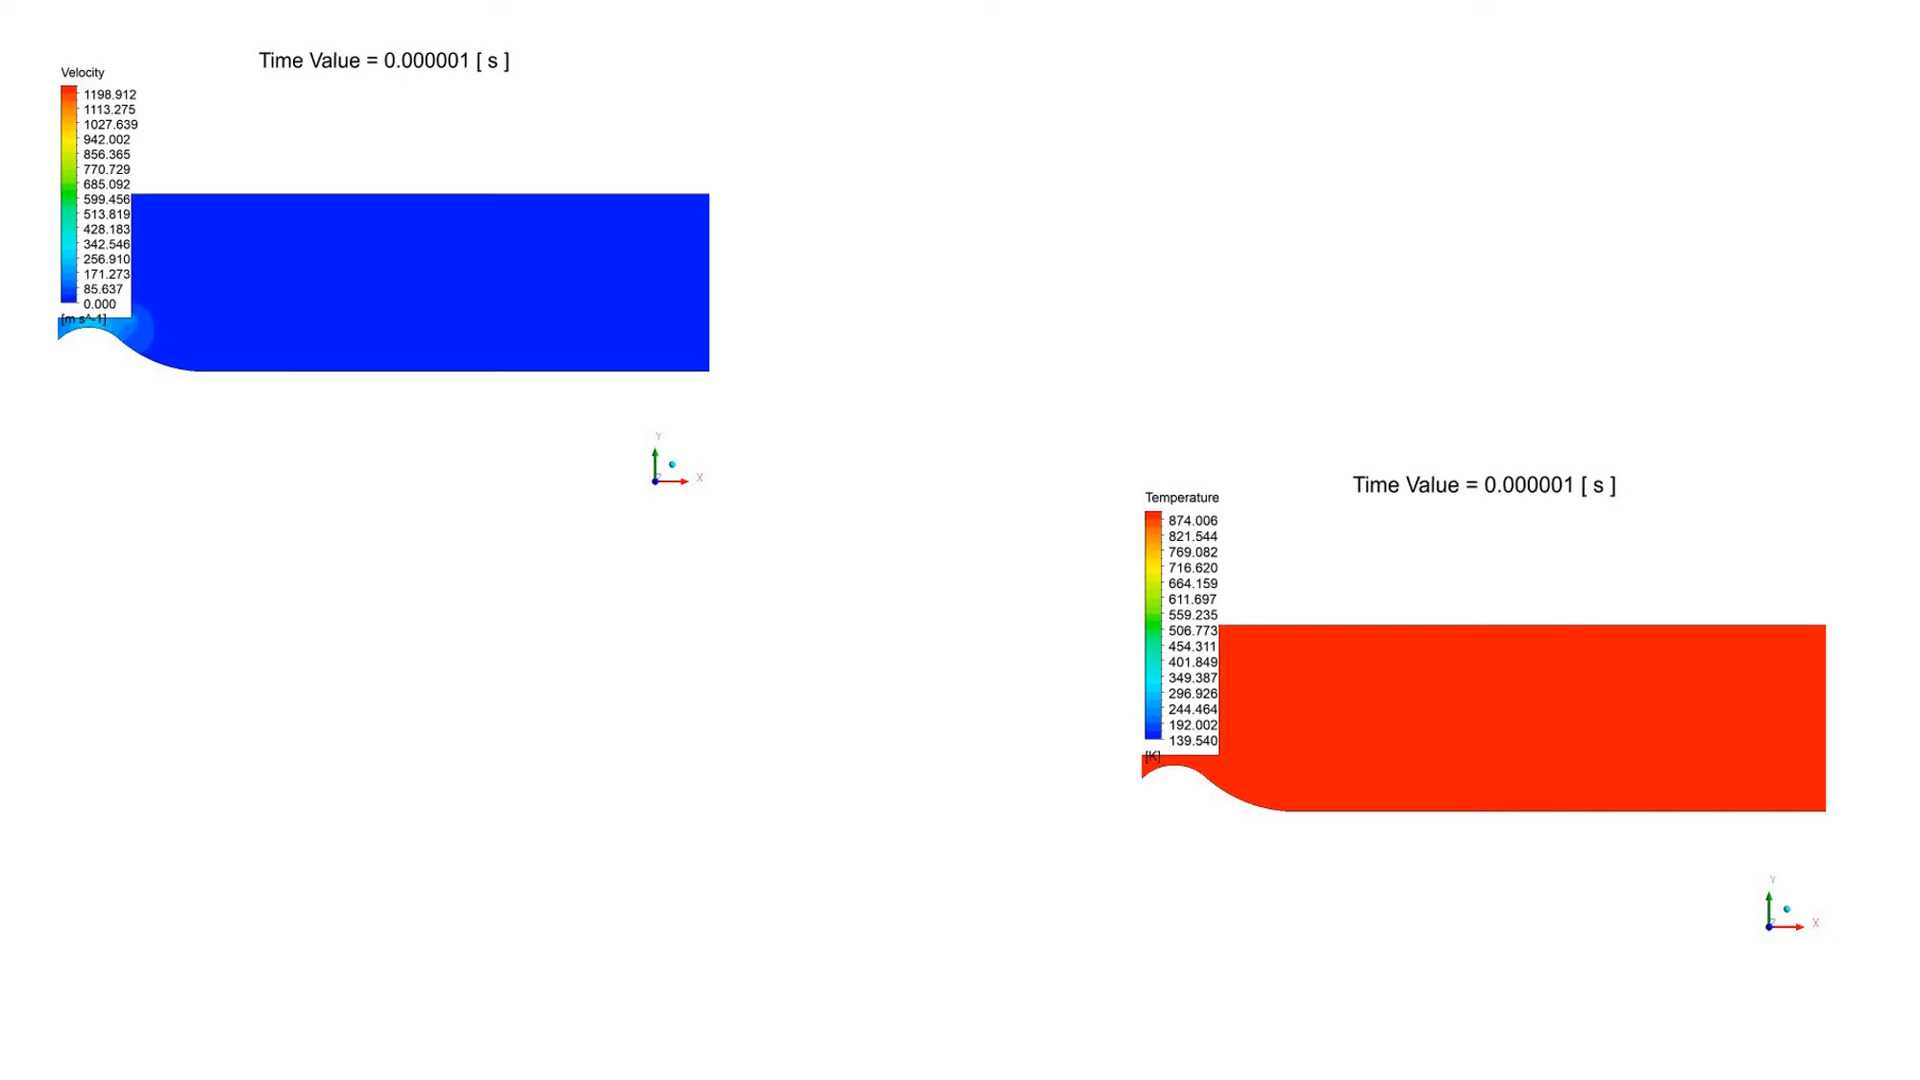 Time Value = 0.000001 [ s ]
Velocity
1198.912
1113.275
1027.639
942.002
856.365
770.729
685.092
599.456
513.819
428.183
342.546
256.910
171.273
85.637
0.000
[m s^-1]
Y
Z
X
Time Value = 0.000001 [ s ]
Temperature
874.006
821.544
769.082
716.620
664.159
611.697
559.235
506.773
454.311
401.849
349.387
296.926
244.464
192.002
139.540
[K]
Y
Z
X